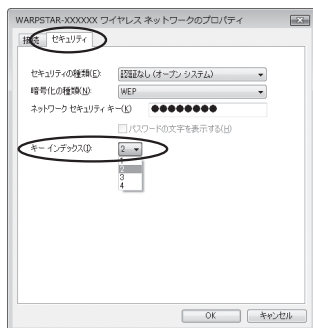 WARPSTAR-XXXXXX ワイヤレス ネットワークのプロパティ
接続 セキュリティ
セキュリティの種類(E): 認証なし (オープン システム)
暗号化の種類(N): WEP
ネットワーク セキュリティ キー(K) ●●●●●●●●
パスワードの文字を表示する(H)
キー インデックス(I): 2
1
2
3
4
OK キャンセル